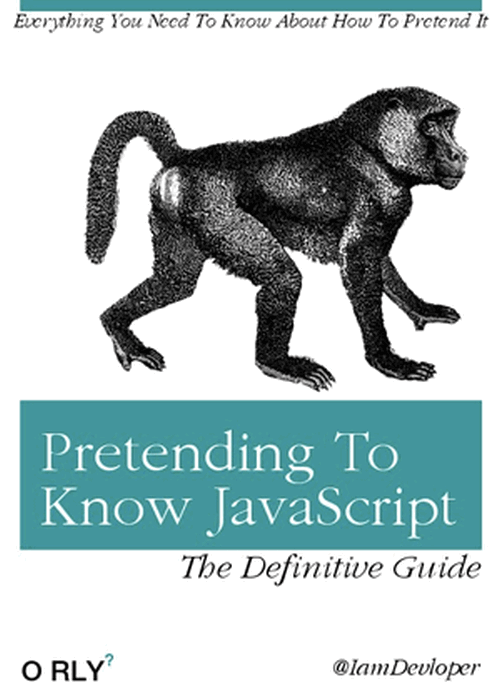 Everything You Need To Know About How To Pretend It
Pretending To
Know JavaScript
The Definitive Guide
O RLY?
@IamDevloper